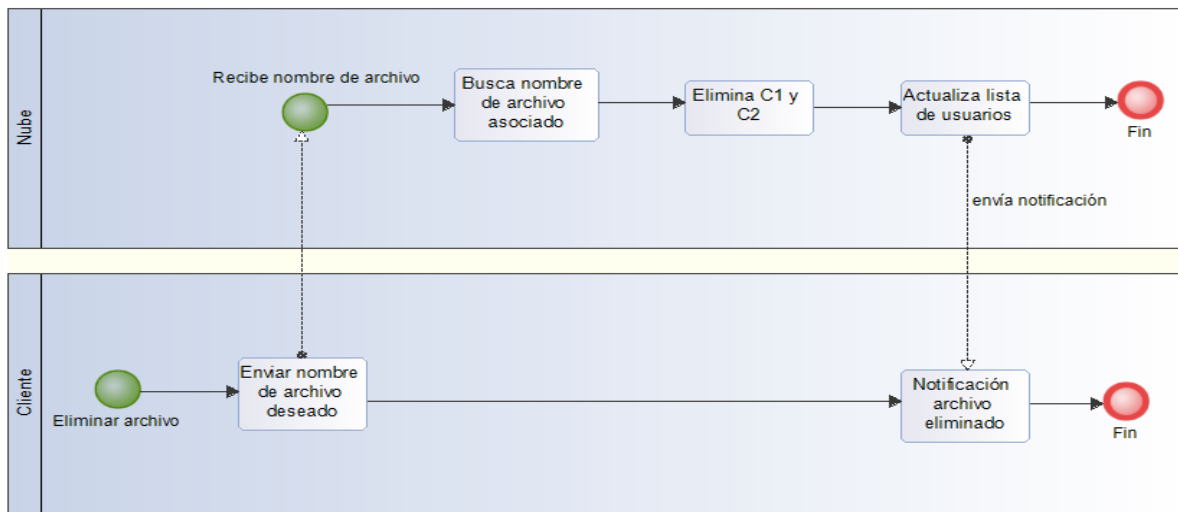 Nube
Recibe nombre de archivo
Busca nombre
de archivo
asociado
Elimina C1 y
C2
Actualiza lista
de usuarios
Fin
envía notificación
Cliente
Eliminar archivo
Enviar nombre
de archivo
deseado
Notificación
archivo
eliminado
Fin